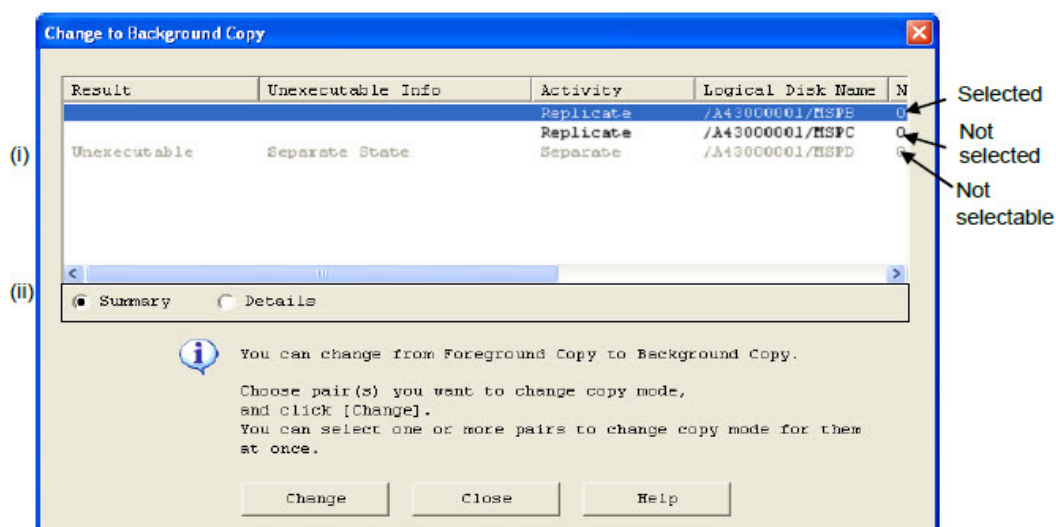 Change to Background Copy
Result Unexecutable Info Activity Logical Disk Name N
Replicate /A43000001/MSPB 0
Selected
Replicate /A43000001/MSPC 0
Not selected
(i)
Unexecutable Separate State Separate /A43000001/MSPD 0
Not selectable
(ii)
Summary Details
You can change from Foreground Copy to Background Copy.
Choose pair(s) you want to change copy mode,
and click [Change].
You can select one or more pairs to change copy mode for them
at once.
Change Close Help